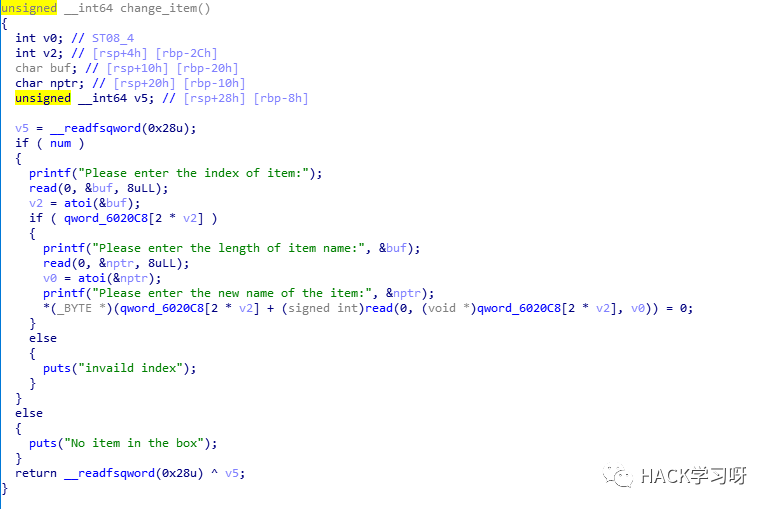 unsigned __int64 change_item()
{
  int v0; // ST08_4
  int v2; // [rsp+4h] [rbp-2Ch]
  char buf; // [rsp+10h] [rbp-20h]
  char nptr; // [rsp+20h] [rbp-10h]
  unsigned __int64 v5; // [rsp+28h] [rbp-8h]

  v5 = __readfsqword(0x28u);
  if ( num )
  {
    printf("Please enter the index of item:");
    read(0, &buf, 8uLL);
    v2 = atoi(&buf);
    if ( qword_6020C8[2 * v2] )
    {
      printf("Please enter the length of item name:", &buf);
      read(0, &nptr, 8uLL);
      v0 = atoi(&nptr);
      printf("Please enter the new name of the item:", &nptr);
      *(_BYTE *)(qword_6020C8[2 * v2] + (signed int)read(0, (void *)qword_6020C8[2 * v2], v0)) = 0;
    }
    else
    {
      puts("invaild index");
    }
  }
  else
  {
    puts("No item in the box");
  }
  return __readfsqword(0x28u) ^ v5;
}
HACK学习呀